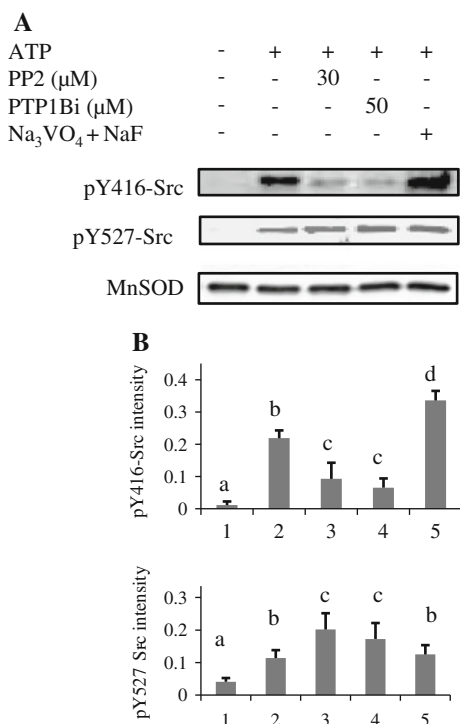 A
ATP - + + + +
PP2 (µM) - - 30 - -
PTP1Bi (µM) - - - 50 -
Na₃VO₄ + NaF - - - - +
pY416-Src
pY527-Src
MnSOD
B
pY416-Src intensity
0.4
0.3
0.2
0.1
0
a b c c d
1 2 3 4 5
pY527 Src intensity
0.3
0.2
0.1
0
a b c c b
1 2 3 4 5